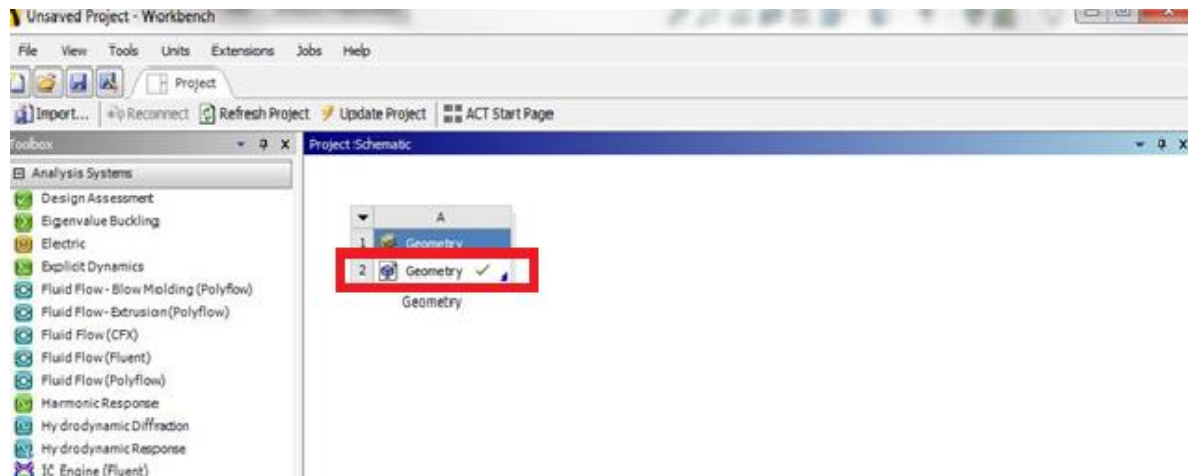 Unsaved Project - Workbench
File View Tools Units Extensions Jobs Help
Project
Import... Reconnect Refresh Project Update Project ACT Start Page
Toolbox Project Schematic
Analysis Systems
Design Assessment
Eigenvalue Buckling
Electric
Explicit Dynamics
Fluid Flow - Blow Molding (Polyflow)
Fluid Flow - Extrusion (Polyflow)
Fluid Flow (CFX)
Fluid Flow (Fluent)
Fluid Flow (Polyflow)
Harmonic Response
Hydrodynamic Diffraction
Hydrodynamic Response
IC Engine (Fluent)
A
1 Geometry
2 Geometry
Geometry